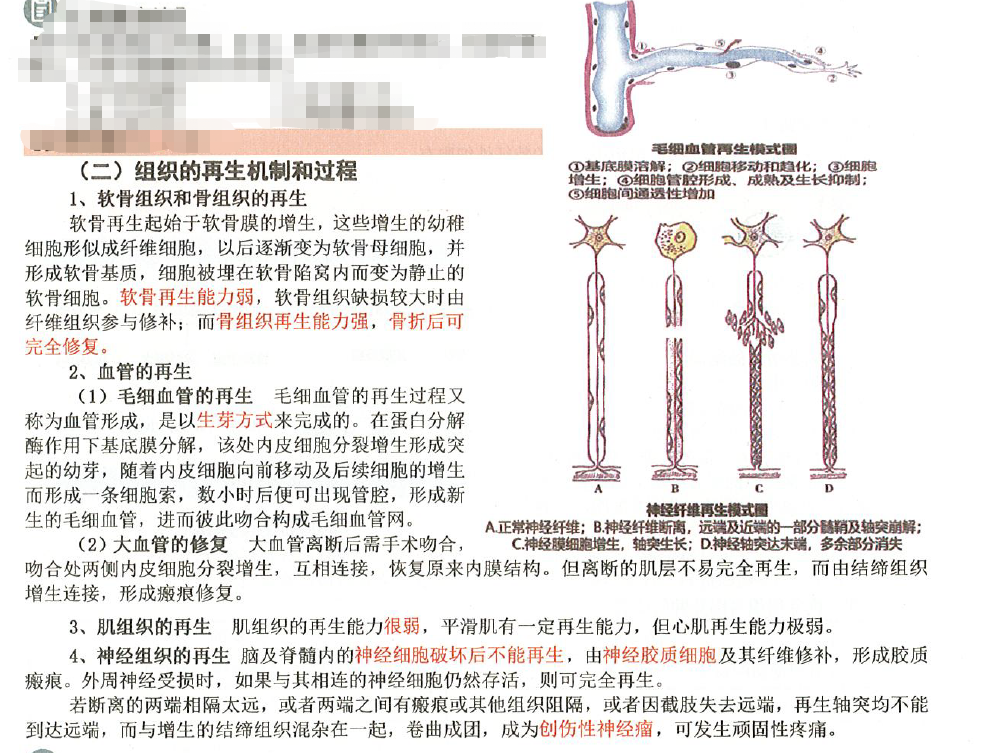 （二）组织的再生机制和过程
1、软骨组织和骨组织的再生
软骨再生起始于软骨膜的增生，这些增生的幼稚
细胞形似成纤维细胞，以后逐渐变为软骨母细胞，并
形成软骨基质，细胞被埋在软骨陷窝内而变为静止的
软骨细胞。软骨再生能力弱，软骨组织缺损较大时由
纤维组织参与修补；而骨组织再生能力强，骨折后可
完全修复。
2、血管的再生
（1）毛细血管的再生 毛细血管的再生过程又
称为血管形成，是以生芽方式来完成的。在蛋白分解
酶作用下基底膜分解，该处内皮细胞分裂增生形成突
起的幼芽，随着内皮细胞向前移动及后续细胞的增生
而形成一条细胞索，数小时后便可出现管腔，形成新
生的毛细血管，进而彼此吻合构成毛细血管网。
（2）大血管的修复 大血管离断后需手术吻合，
吻合处两侧内皮细胞分裂增生，互相连接，恢复原来内膜结构。但离断的肌层不易完全再生，而由结缔组织
增生连接，形成瘢痕修复。
3、肌组织的再生 肌组织的再生能力很弱，平滑肌有一定再生能力，但心肌再生能力极弱。
4、神经组织的再生 脑及脊髓内的神经细胞破坏后不能再生，由神经胶质细胞及其纤维修补，形成胶质
瘢痕。外周神经受损时，如果与其相连的神经细胞仍然存活，则可完全再生。
若断离的两端相隔太远，或者两端之间有瘢痕或其他组织阻隔，或者因截肢失去远端，再生轴突均不能
到达远端，而与增生的结缔组织混杂在一起，卷曲成团，成为创伤性神经瘤，可发生顽固性疼痛。
① ⑤ ④
③ ②
毛细血管再生模式图
①基底膜溶解；②细胞移动和趋化；③细胞
增生；④细胞管腔形成、成熟及生长抑制；
⑤细胞间通透性增加
A B C D
神经纤维再生模式图
A.正常神经纤维；B.神经纤维断离，远端及近端的一部分髓鞘及轴突崩解；
C.神经膜细胞增生，轴突生长；D.神经轴突达末端，多余部分消失